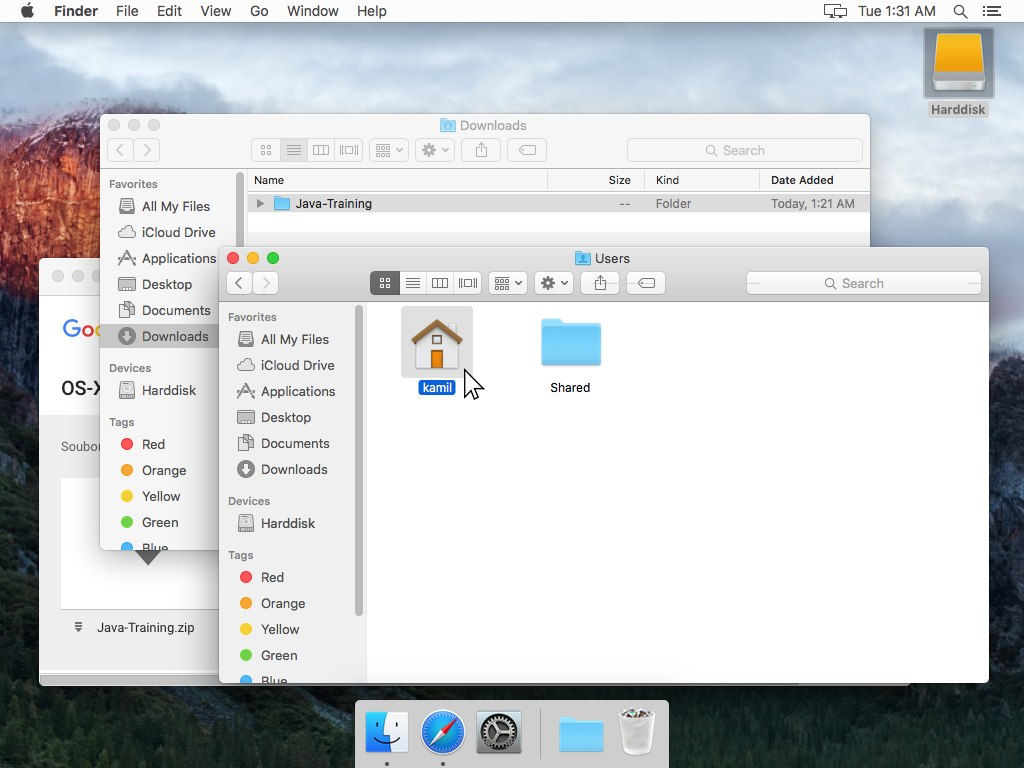 Finder File Edit View Go Window Help Tue 1:31 AM
Harddisk
Downloads
Search
Favorites
All My Files
iCloud Drive
Applications
Desktop
Documents
Downloads
Devices
Harddisk
Tags
Red
Orange
Yellow
Green
Blue
Name Size Kind Date Added
Java-Training -- Folder Today, 1:21 AM
OS-X
Soubor
Java-Training.zip
Users
Search
Favorites
All My Files
iCloud Drive
Applications
Desktop
Documents
Downloads
Devices
Harddisk
Tags
Red
Orange
Yellow
Green
Blue
kamil
Shared